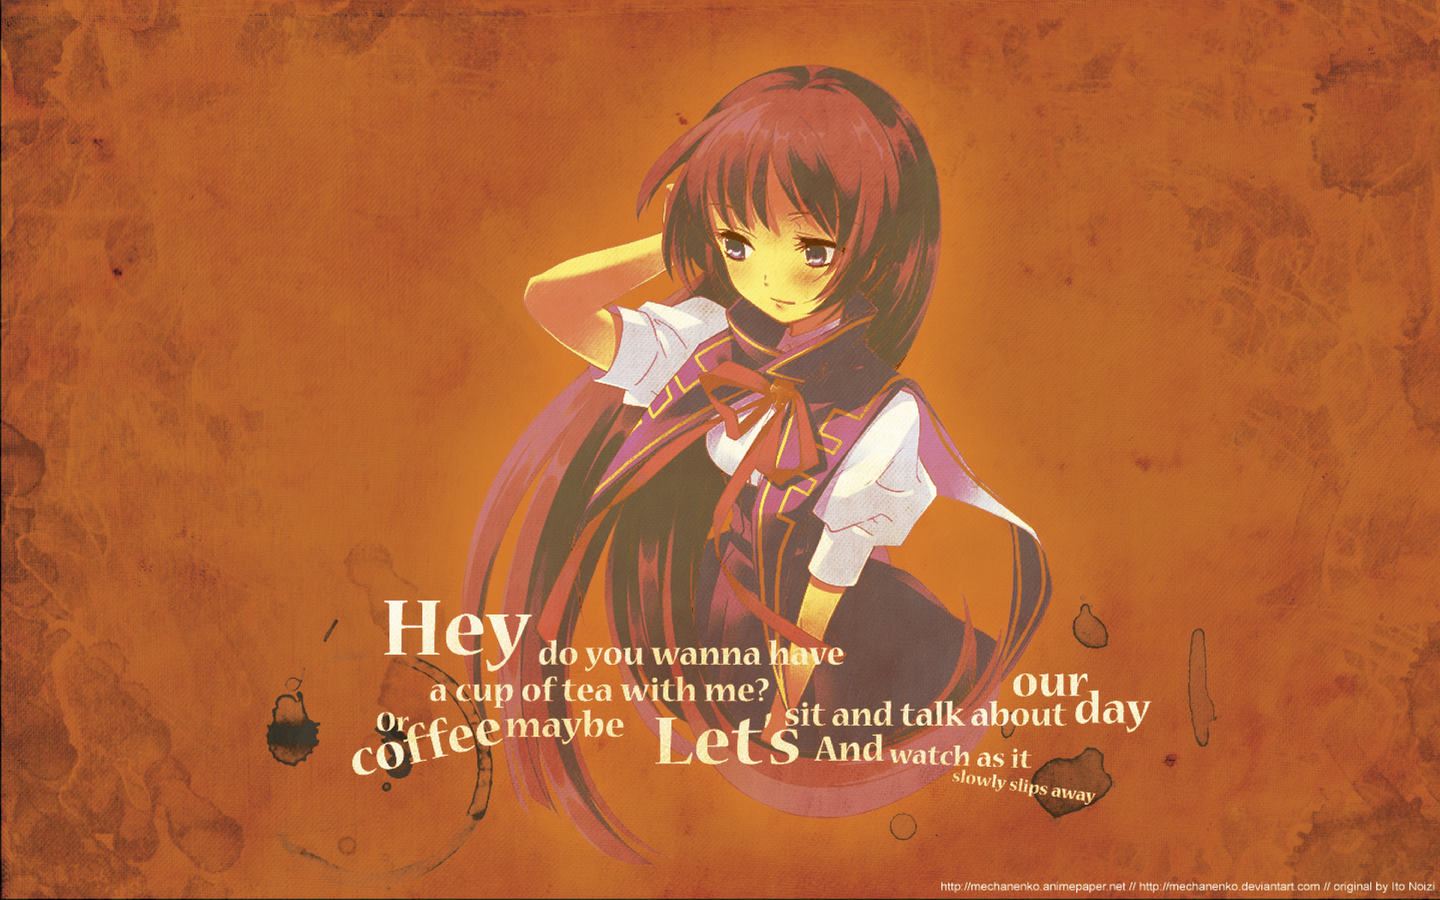 Hey do you wanna have
a cup of tea with me?
Or coffee maybe
Let's sit and talk about our day
And watch as it
slowly slips away
http://mechanenko.animepaper.net // http://mechanenko.deviantart.com // original by Ito Noizi